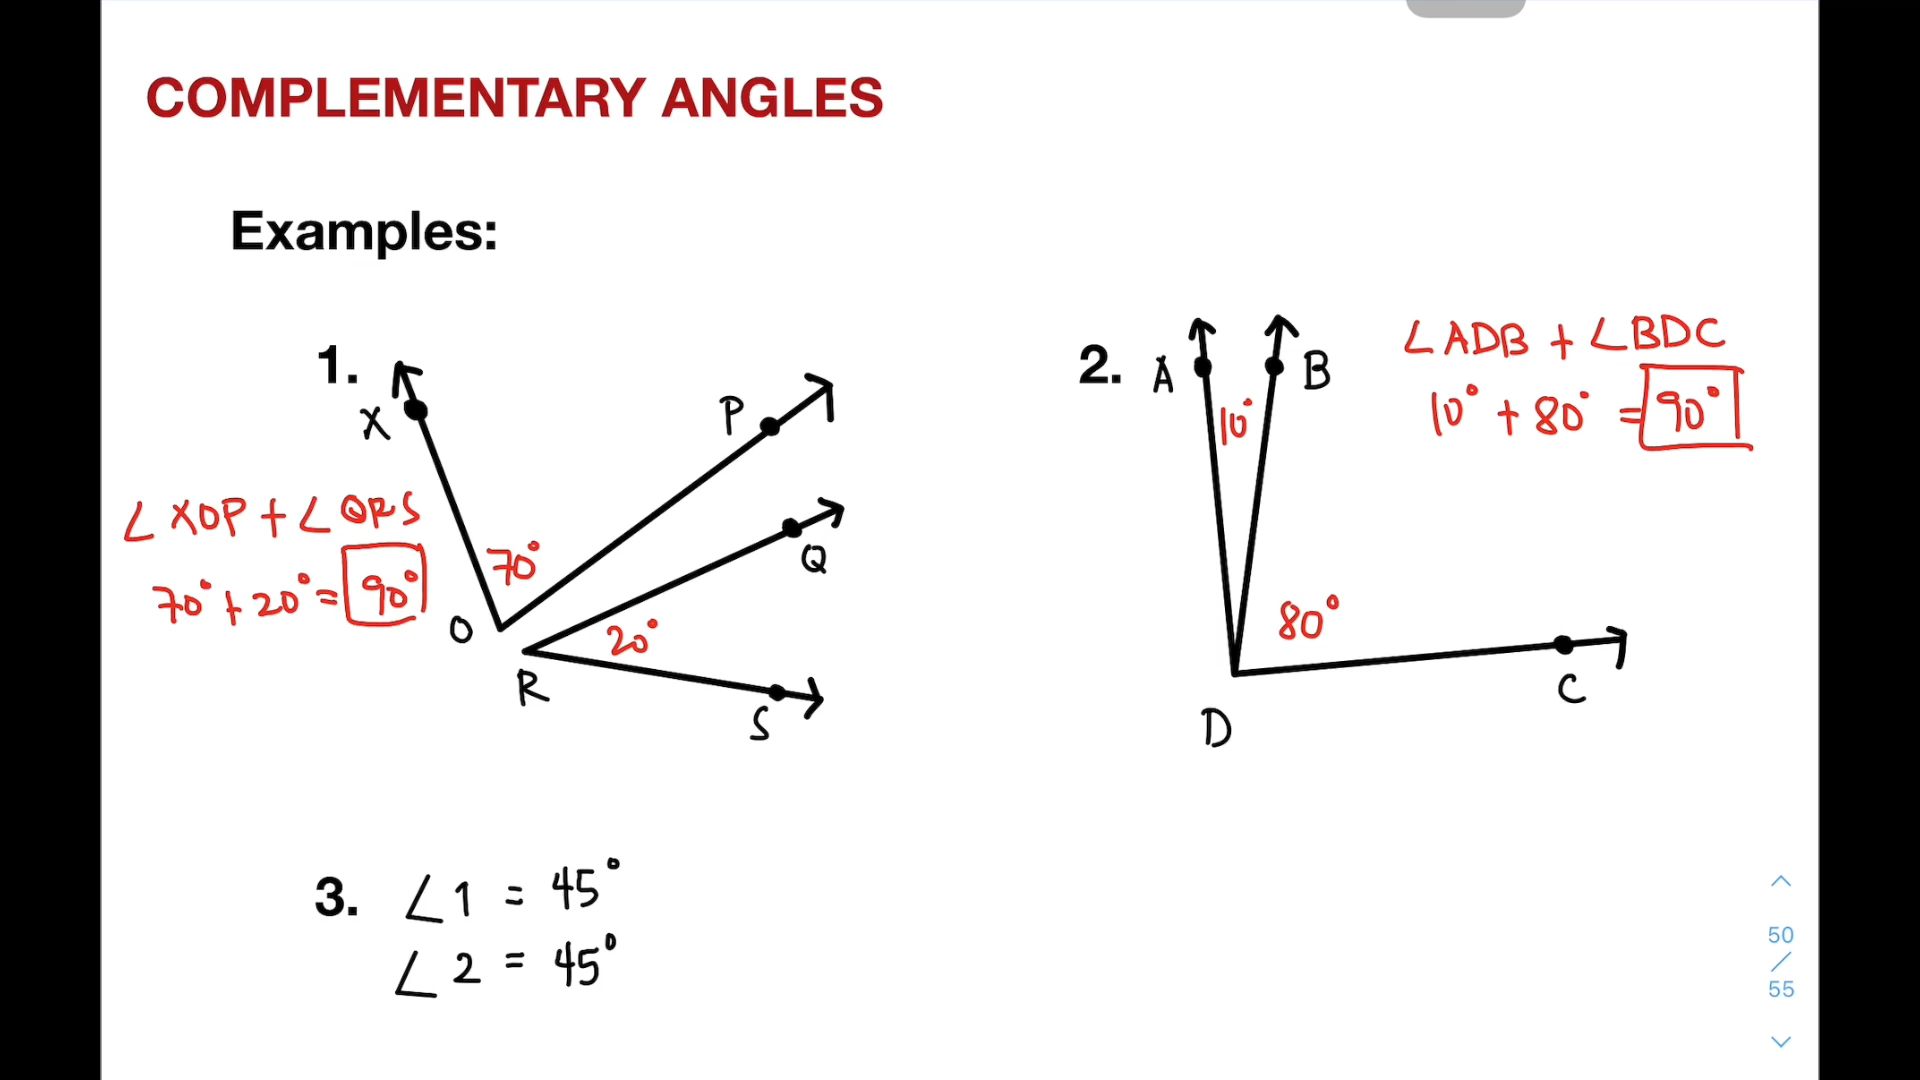 COMPLEMENTARY ANGLES
Examples:
1.
X
P
Q
∠XOP + ∠QRS
70° + 20° = 90°
70°
20°
O
R
S
2.
A
B
10°
∠ADB + ∠BDC
10° + 80° = 90°
80°
C
D
3. ∠1 = 45°
∠2 = 45°
50
/
55